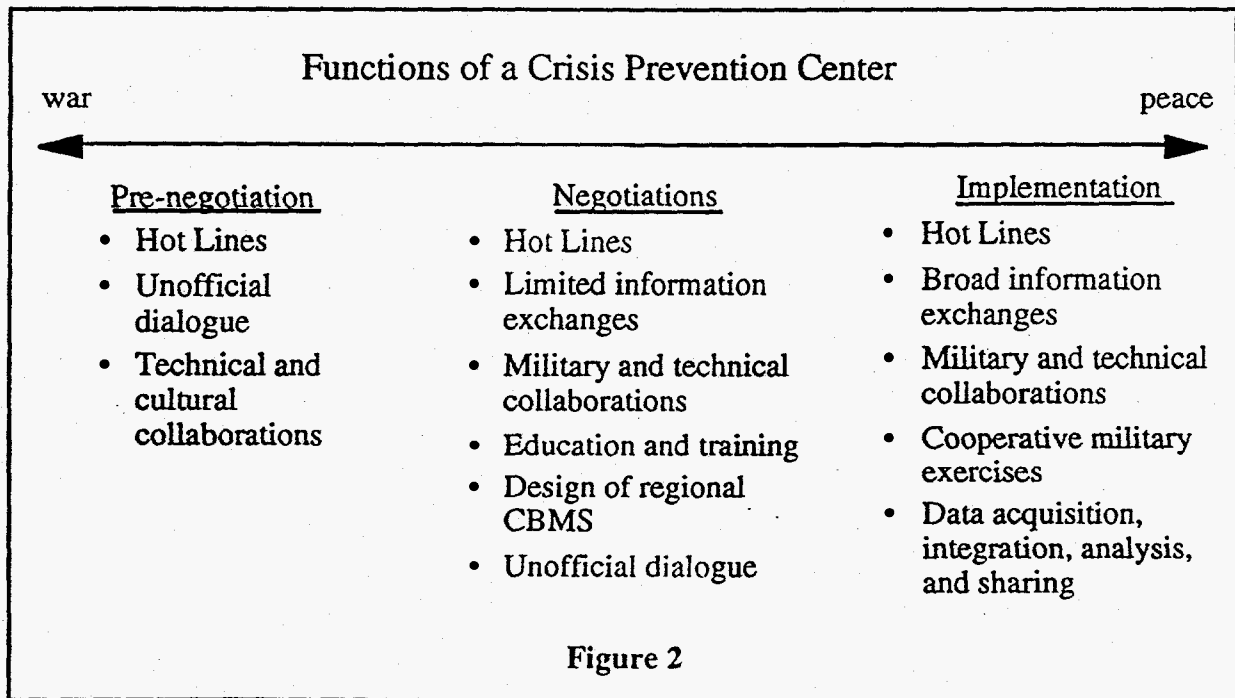 Functions of a Crisis Prevention Center
war
peace
Pre-negotiation
• Hot Lines
• Unofficial
dialogue
• Technical and
cultural
collaborations
Negotiations
• Hot Lines
• Limited information
exchanges
• Military and technical
collaborations
• Education and training
• Design of regional
CBMS
• Unofficial dialogue
Implementation
• Hot Lines
• Broad information
exchanges
• Military and technical
collaborations
• Cooperative military
exercises
• Data acquisition,
integration, analysis,
and sharing
Figure 2